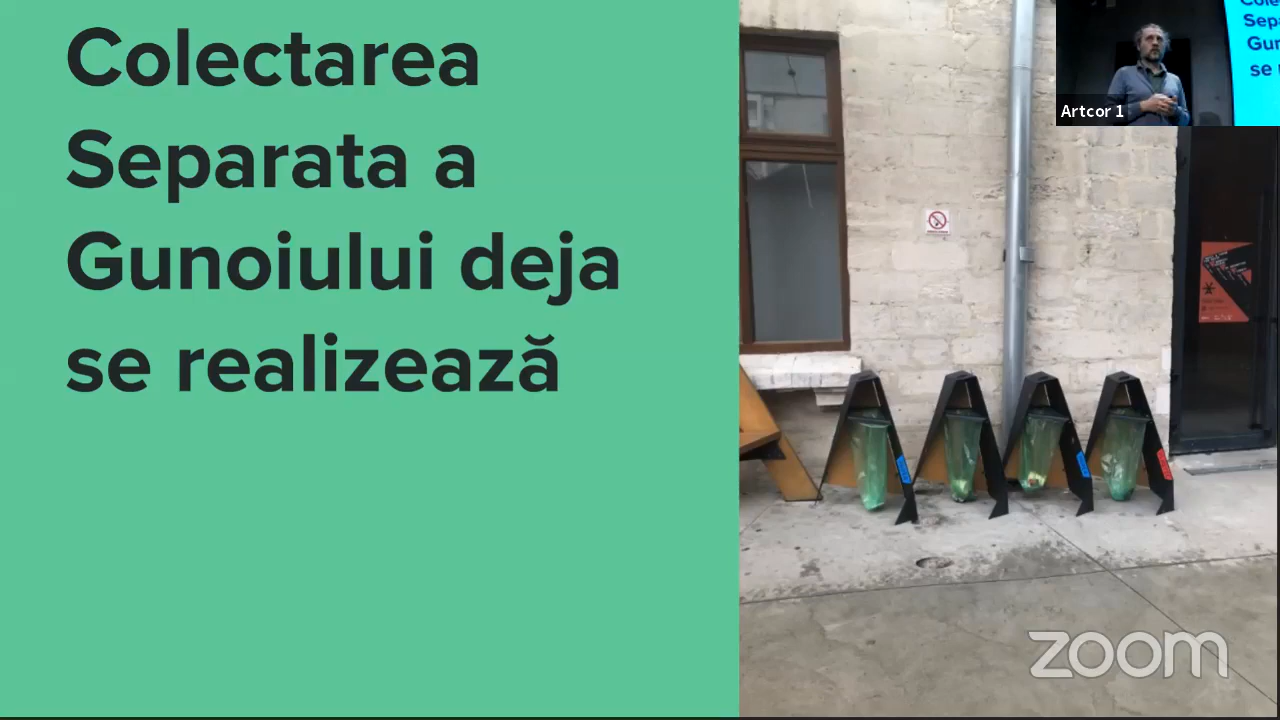 Colectarea
Separata a
Gunoiului deja
se realizează
Artcor 1
zoom